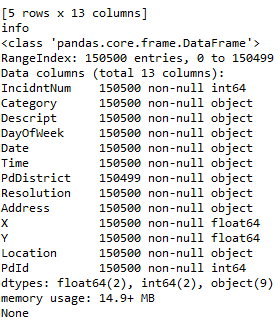 [5 rows x 13 columns]
info
<class 'pandas.core.frame.DataFrame'>
RangeIndex: 150500 entries, 0 to 150499
Data columns (total 13 columns):
IncidntNum    150500 non-null int64
Category      150500 non-null object
Descript      150500 non-null object
DayOfWeek     150500 non-null object
Date          150500 non-null object
Time          150500 non-null object
PdDistrict    150499 non-null object
Resolution    150500 non-null object
Address       150500 non-null object
X             150500 non-null float64
Y             150500 non-null float64
Location      150500 non-null object
PdId          150500 non-null int64
dtypes: float64(2), int64(2), object(9)
memory usage: 14.9+ MB
None